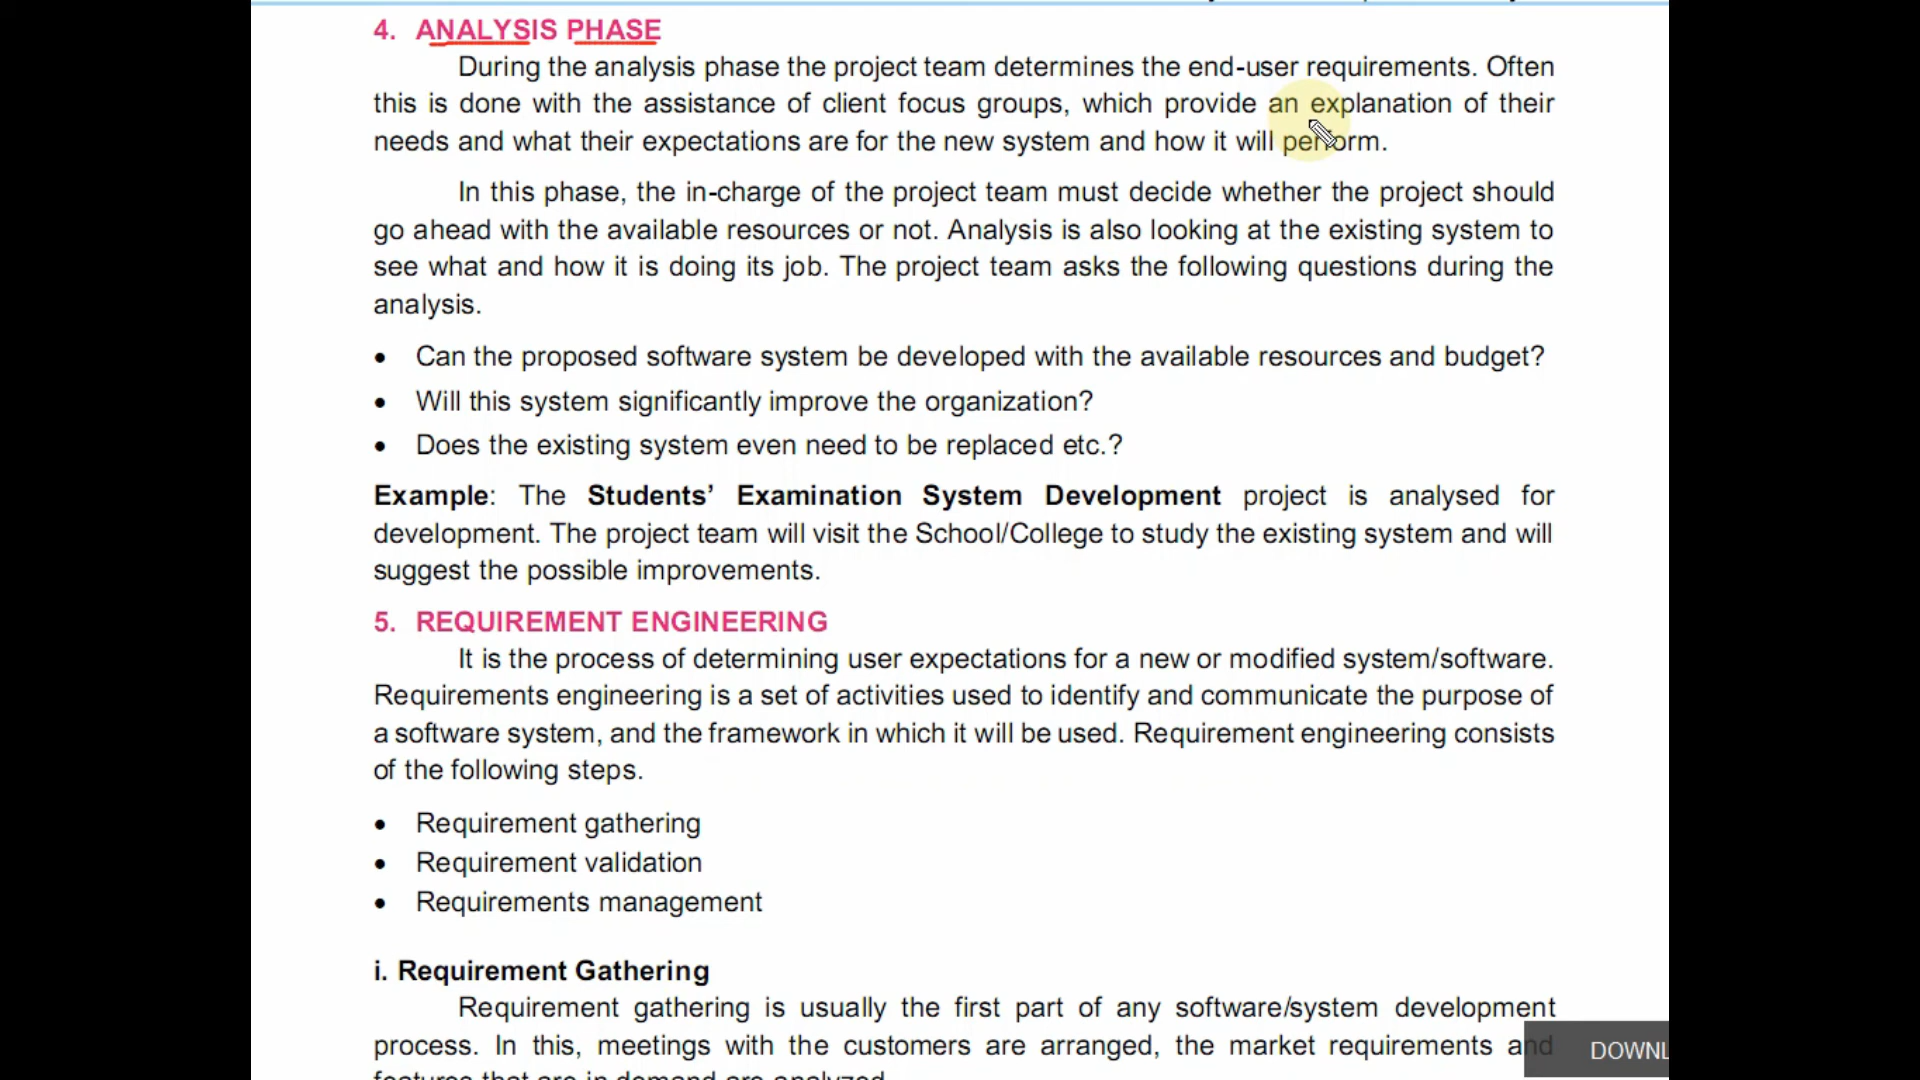 4. ANALYSIS PHASE
During the analysis phase the project team determines the end-user requirements. Often
this is done with the assistance of client focus groups, which provide an explanation of their
needs and what their expectations are for the new system and how it will perform.
In this phase, the in-charge of the project team must decide whether the project should
go ahead with the available resources or not. Analysis is also looking at the existing system to
see what and how it is doing its job. The project team asks the following questions during the
analysis.
• Can the proposed software system be developed with the available resources and budget?
• Will this system significantly improve the organization?
• Does the existing system even need to be replaced etc.?
Example: The Students’ Examination System Development project is analysed for
development. The project team will visit the School/College to study the existing system and will
suggest the possible improvements.
5. REQUIREMENT ENGINEERING
It is the process of determining user expectations for a new or modified system/software.
Requirements engineering is a set of activities used to identify and communicate the purpose of
a software system, and the framework in which it will be used. Requirement engineering consists
of the following steps.
• Requirement gathering
• Requirement validation
• Requirements management
i. Requirement Gathering
Requirement gathering is usually the first part of any software/system development
process. In this, meetings with the customers are arranged, the market requirements and
features that are in demand are analyzed.
DOWNL